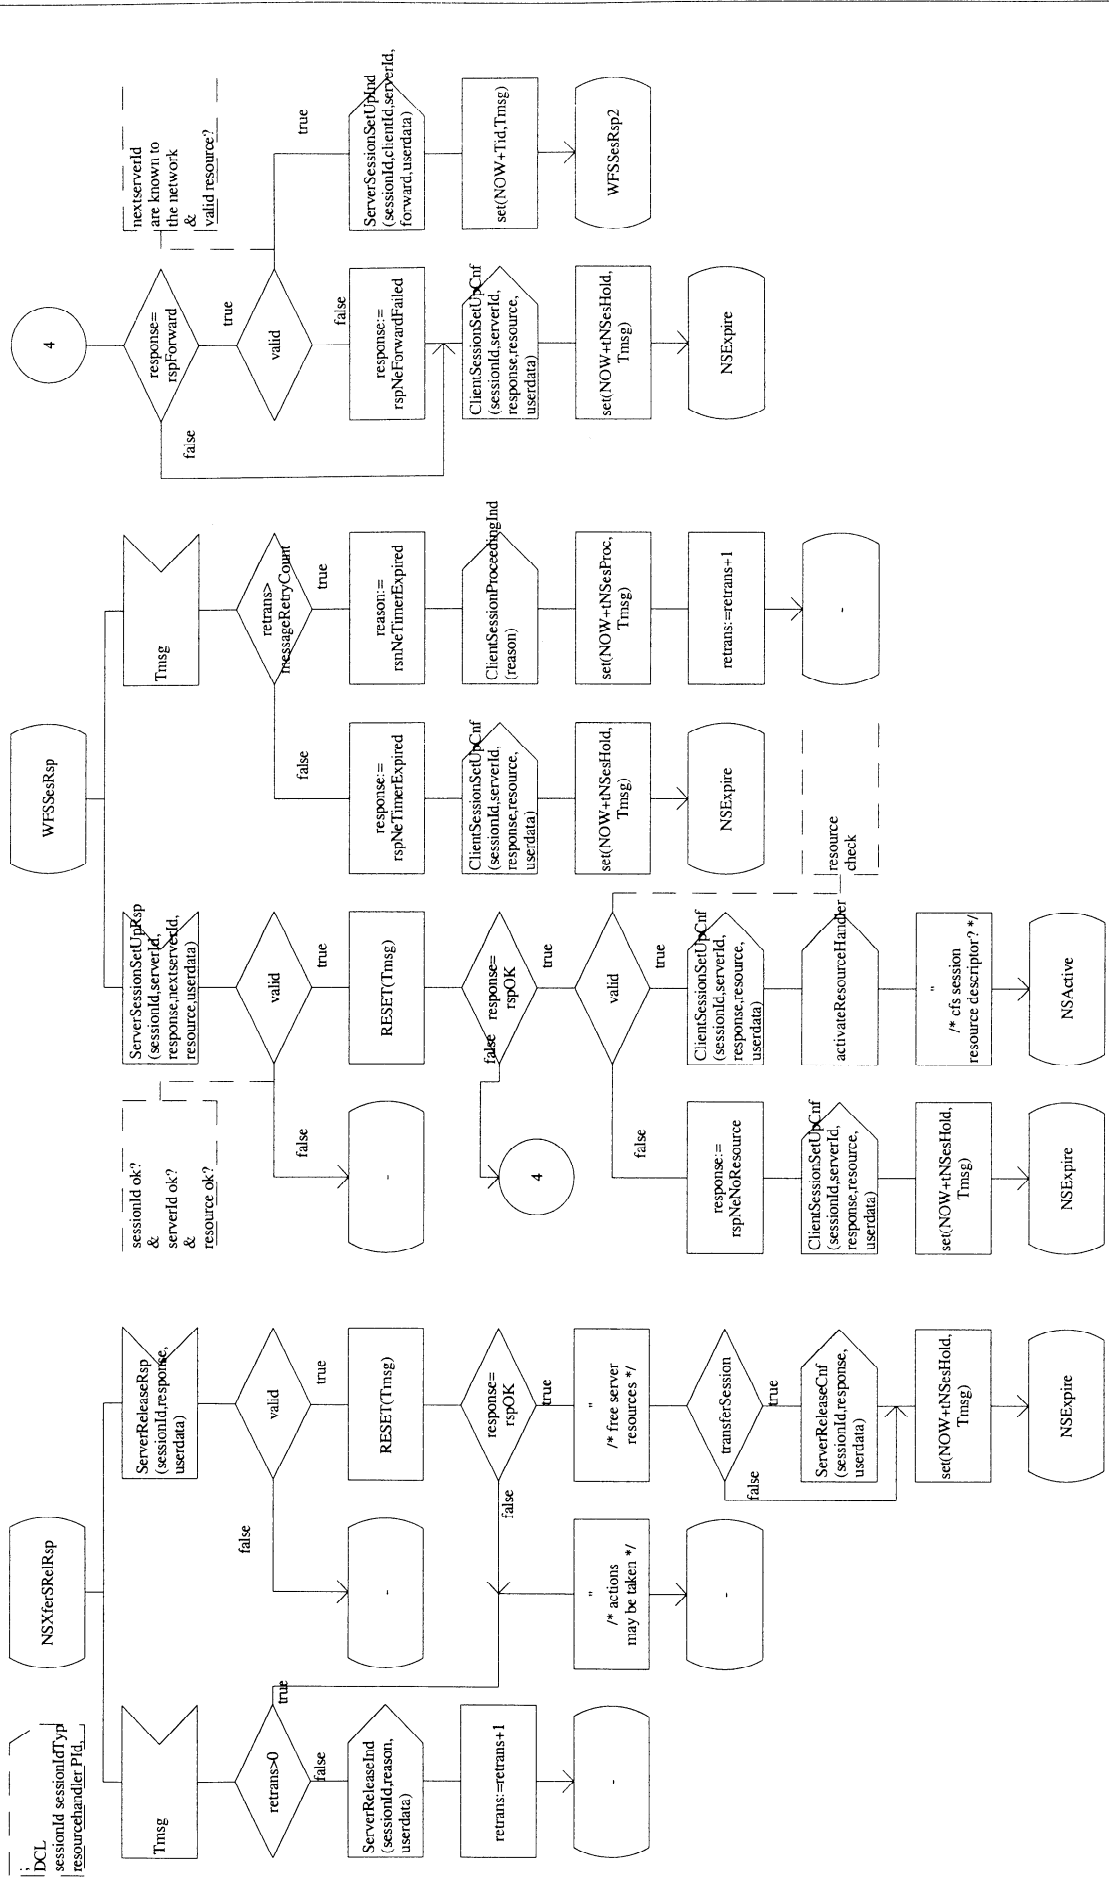 ;
DCL
sessionId sessionIdTyp
resourcehandler PId,
NSXferSRelRsp
Tmsg
retrans>0
true
false
ServerReleaseInd
(sessionId,reason,
userdata)
retrans:=retrans+1
-
ServerReleaseRsp
(sessionId,response,
userdata)
valid
false
true
-
RESET(Tmsg)
response=
rspOK
false
true
"
/* actions
may be taken */
-
"
/* free server
resources */
transferSession
false
true
ServerReleaseCnf
(sessionId,response,
userdata)
set(NOW+tNSesHold,
Tmsg)
NSExpire
WFSSesRsp
sessionId ok?
&
serverId ok?
&
resource ok?
ServerSessionSetUpRsp
(sessionId,serverId,
response,nextserverId,
resource,userdata)
valid
false
true
-
RESET(Tmsg)
false
response=
rspOK
true
4
valid
false
true
resource
check
response:=
rspNeNoResource
ClientSessionSetUpCnf
(sessionId,serverId,
response,resource,
userdata)
set(NOW+tNSesHold,
Tmsg)
NSExpire
ClientSessionSetUpCnf
(sessionId,serverId,
response,resource,
userdata)
activateResourceHandler
"
/* cfs session
resource descriptor? */
NSActive
Tmsg
retrans>
messageRetryCount
false
true
response:=
rspNeTimerExpired
ClientSessionSetUpCnf
(sessionId,serverId,
response,resource,
userdata)
set(NOW+tNSesHold,
Tmsg)
NSExpire
reason:=
rsnNeTimerExpired
ClientSessionProceedingInd
(reason)
set(NOW+tNSesProc,
Tmsg)
retrans:=retrans+1
-
4
response=
rspForward
false
true
nextserverId
are known to
the network
&
valid resource?
valid
false
true
response:=
rspNeForwardFailed
ClientSessionSetUpCnf
(sessionId,serverId,
response,resource,
userdata)
set(NOW+tNSesHold,
Tmsg)
NSExpire
ServerSessionSetUpInd
(sessionId,clientId,serverId,
forward,userdata)
set(NOW+Tid,Tmsg)
WFSSesRsp2